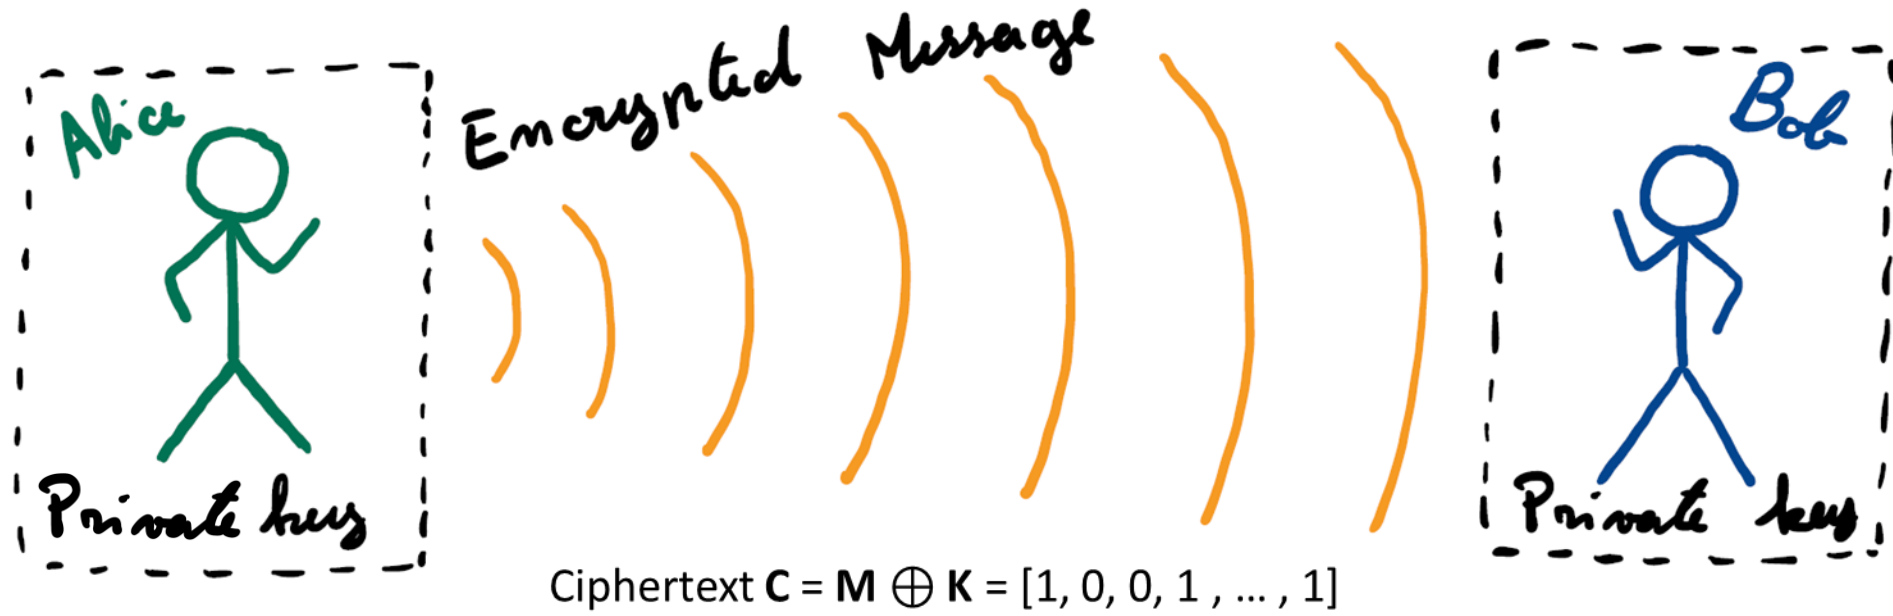 Alice
Encrypted Message
Bob
Private key
Private key
Ciphertext C = M ⊕ K = [1, 0, 0, 1 , ... , 1]